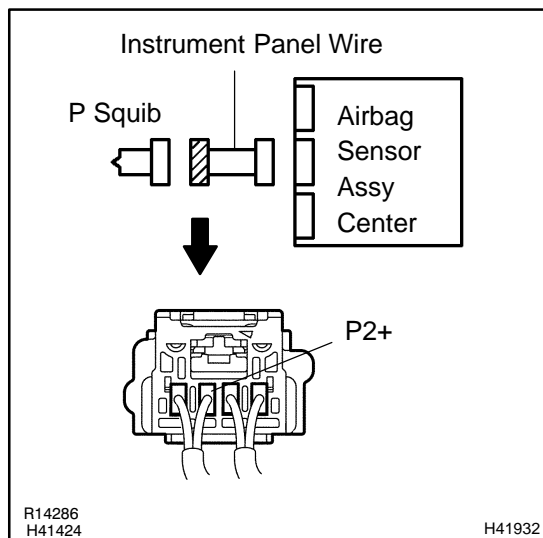 Instrument Panel Wire
P Squib
Airbag
Sensor
Assy
Center
P2+
R14286
H41424
H41932